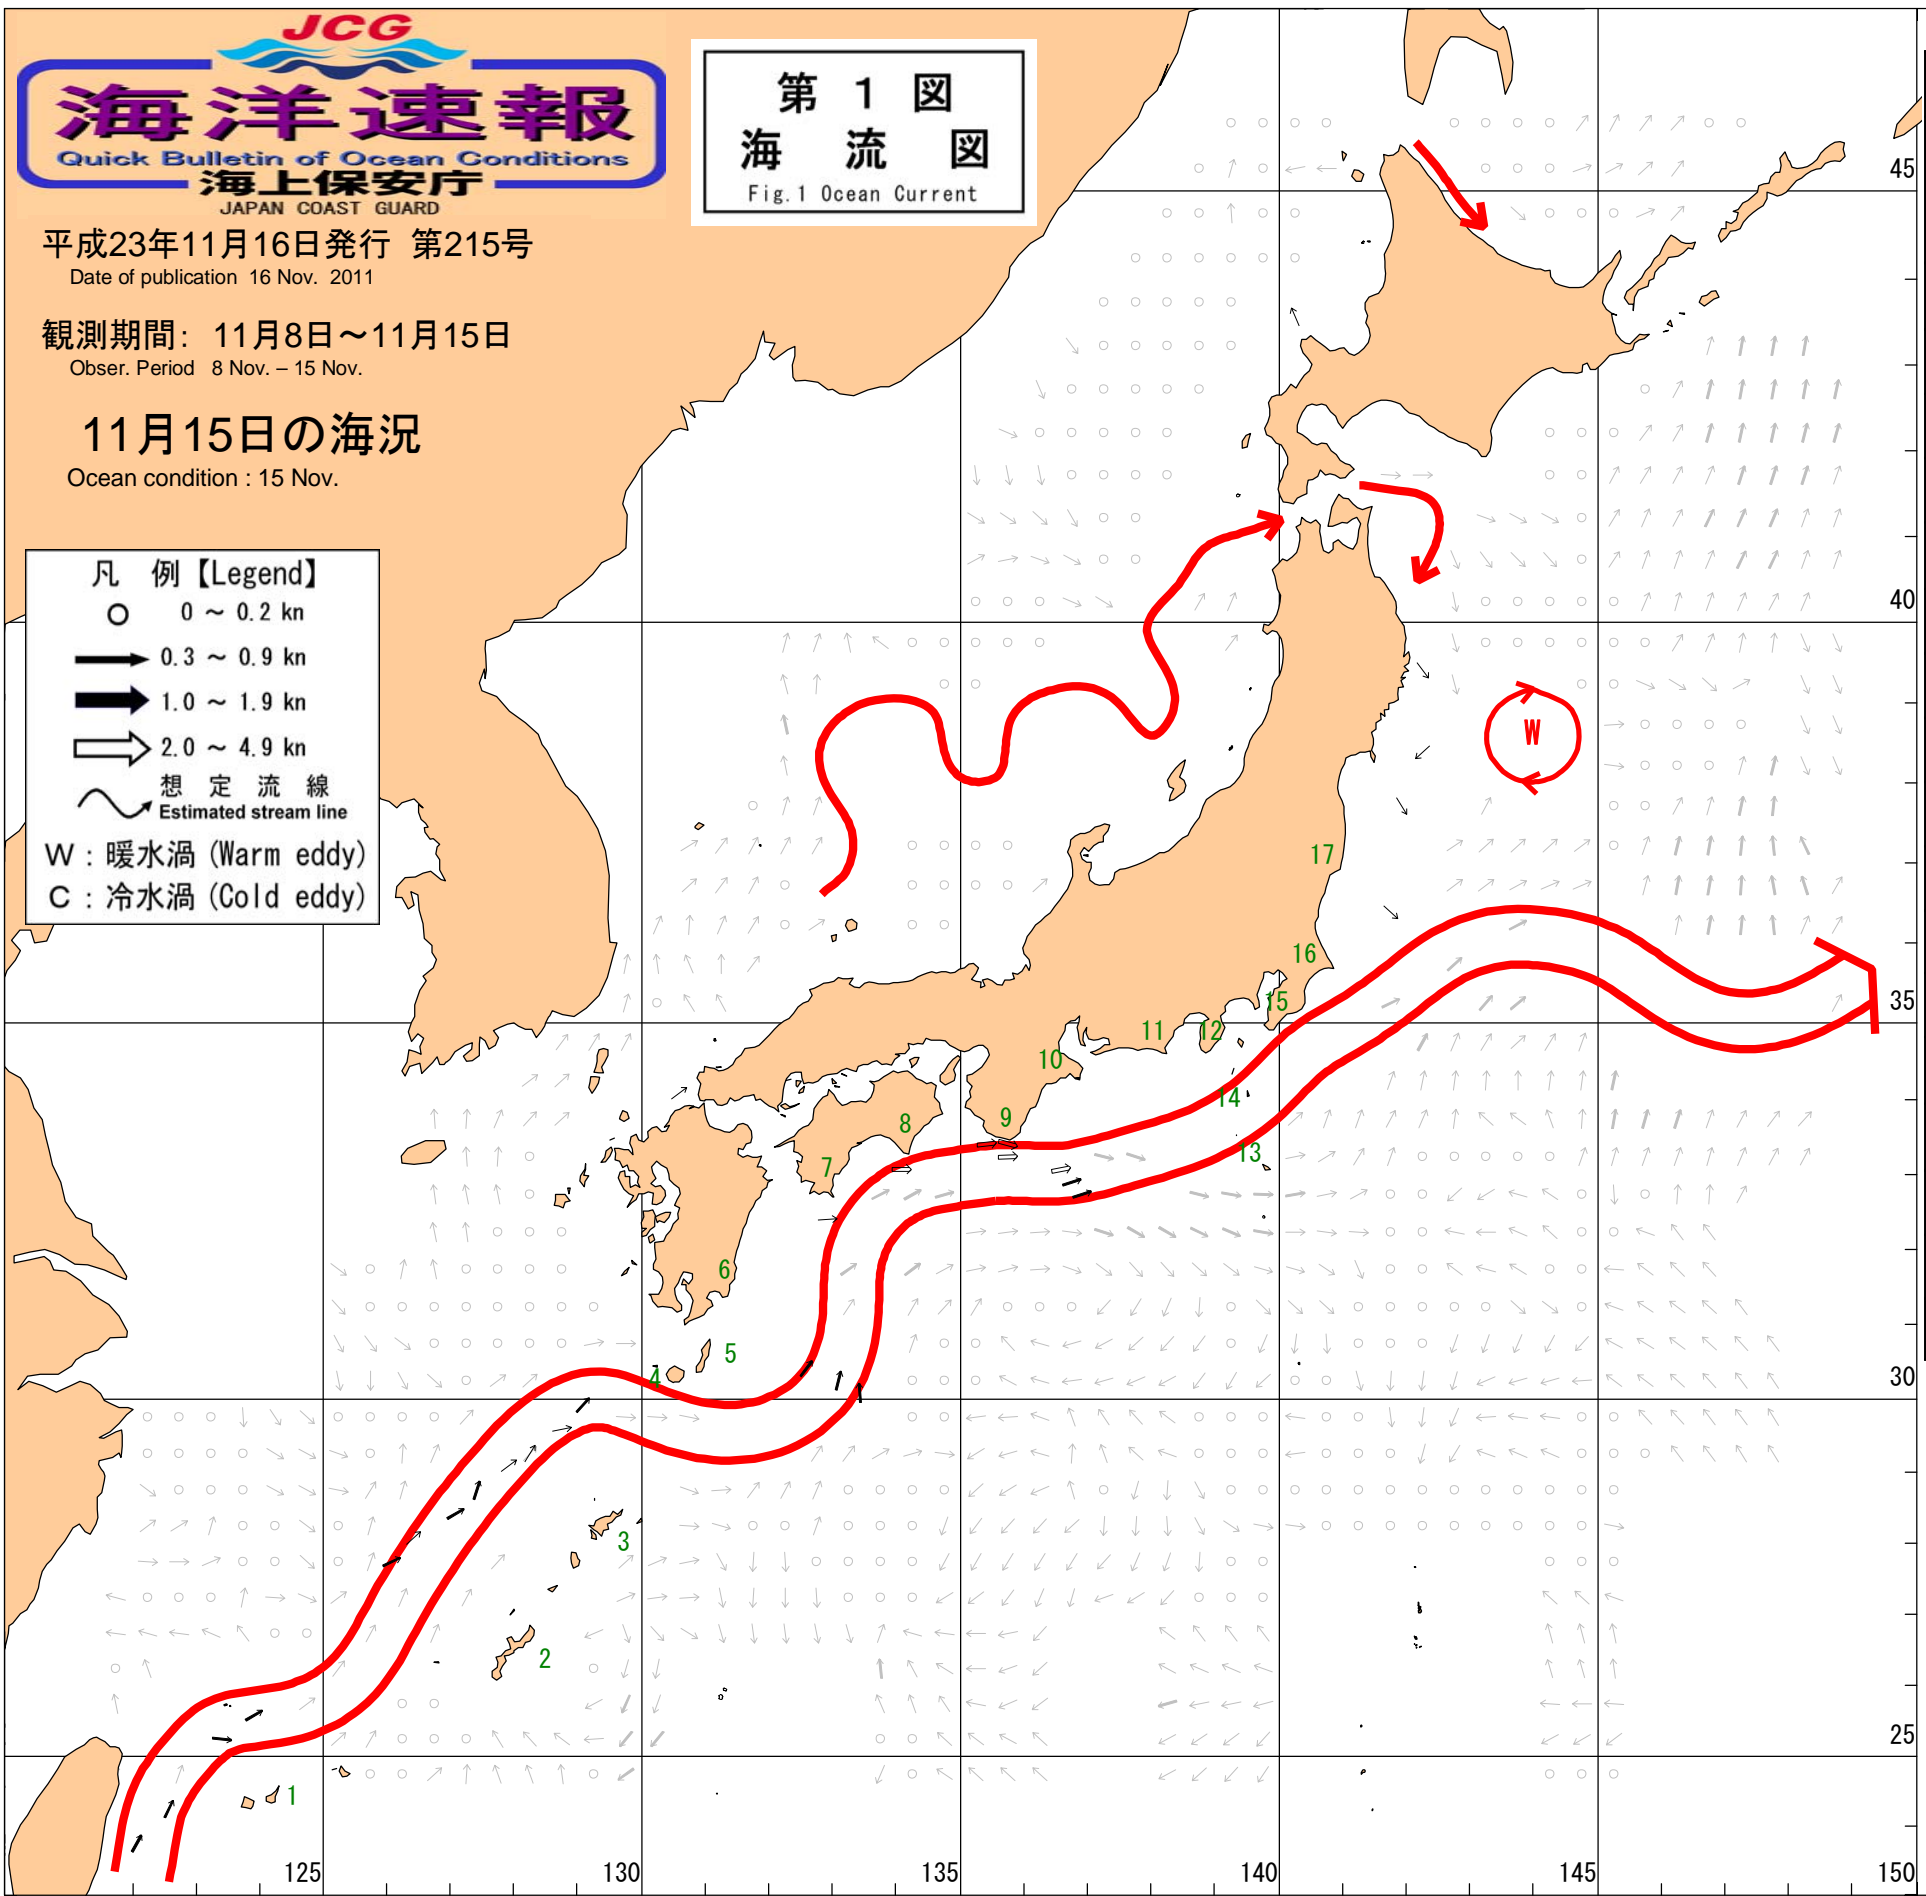 JCG
海洋速報
Quick Bulletin of Ocean Conditions
海上保安庁
JAPAN COAST GUARD
第 1 図
海 流 図
Fig.1 Ocean Current
平成23年11月16日発行 第215号
Date of publication 16 Nov. 2011
観測期間: 11月8日~11月15日
Obser. Period 8 Nov. – 15 Nov.
11月15日の海況
Ocean condition : 15 Nov.
凡 例【Legend】
0 ~ 0.2 kn
0.3 ~ 0.9 kn
1.0 ~ 1.9 kn
2.0 ~ 4.9 kn
想 定 流 線
Estimated stream line
W : 暖水渦 (Warm eddy)
C : 冷水渦 (Cold eddy)
45
40
W
17
16
35
15
12
11
10
14
9
8
13
7
6
5
4
30
3
2
25
1
125
130
135
140
145
150